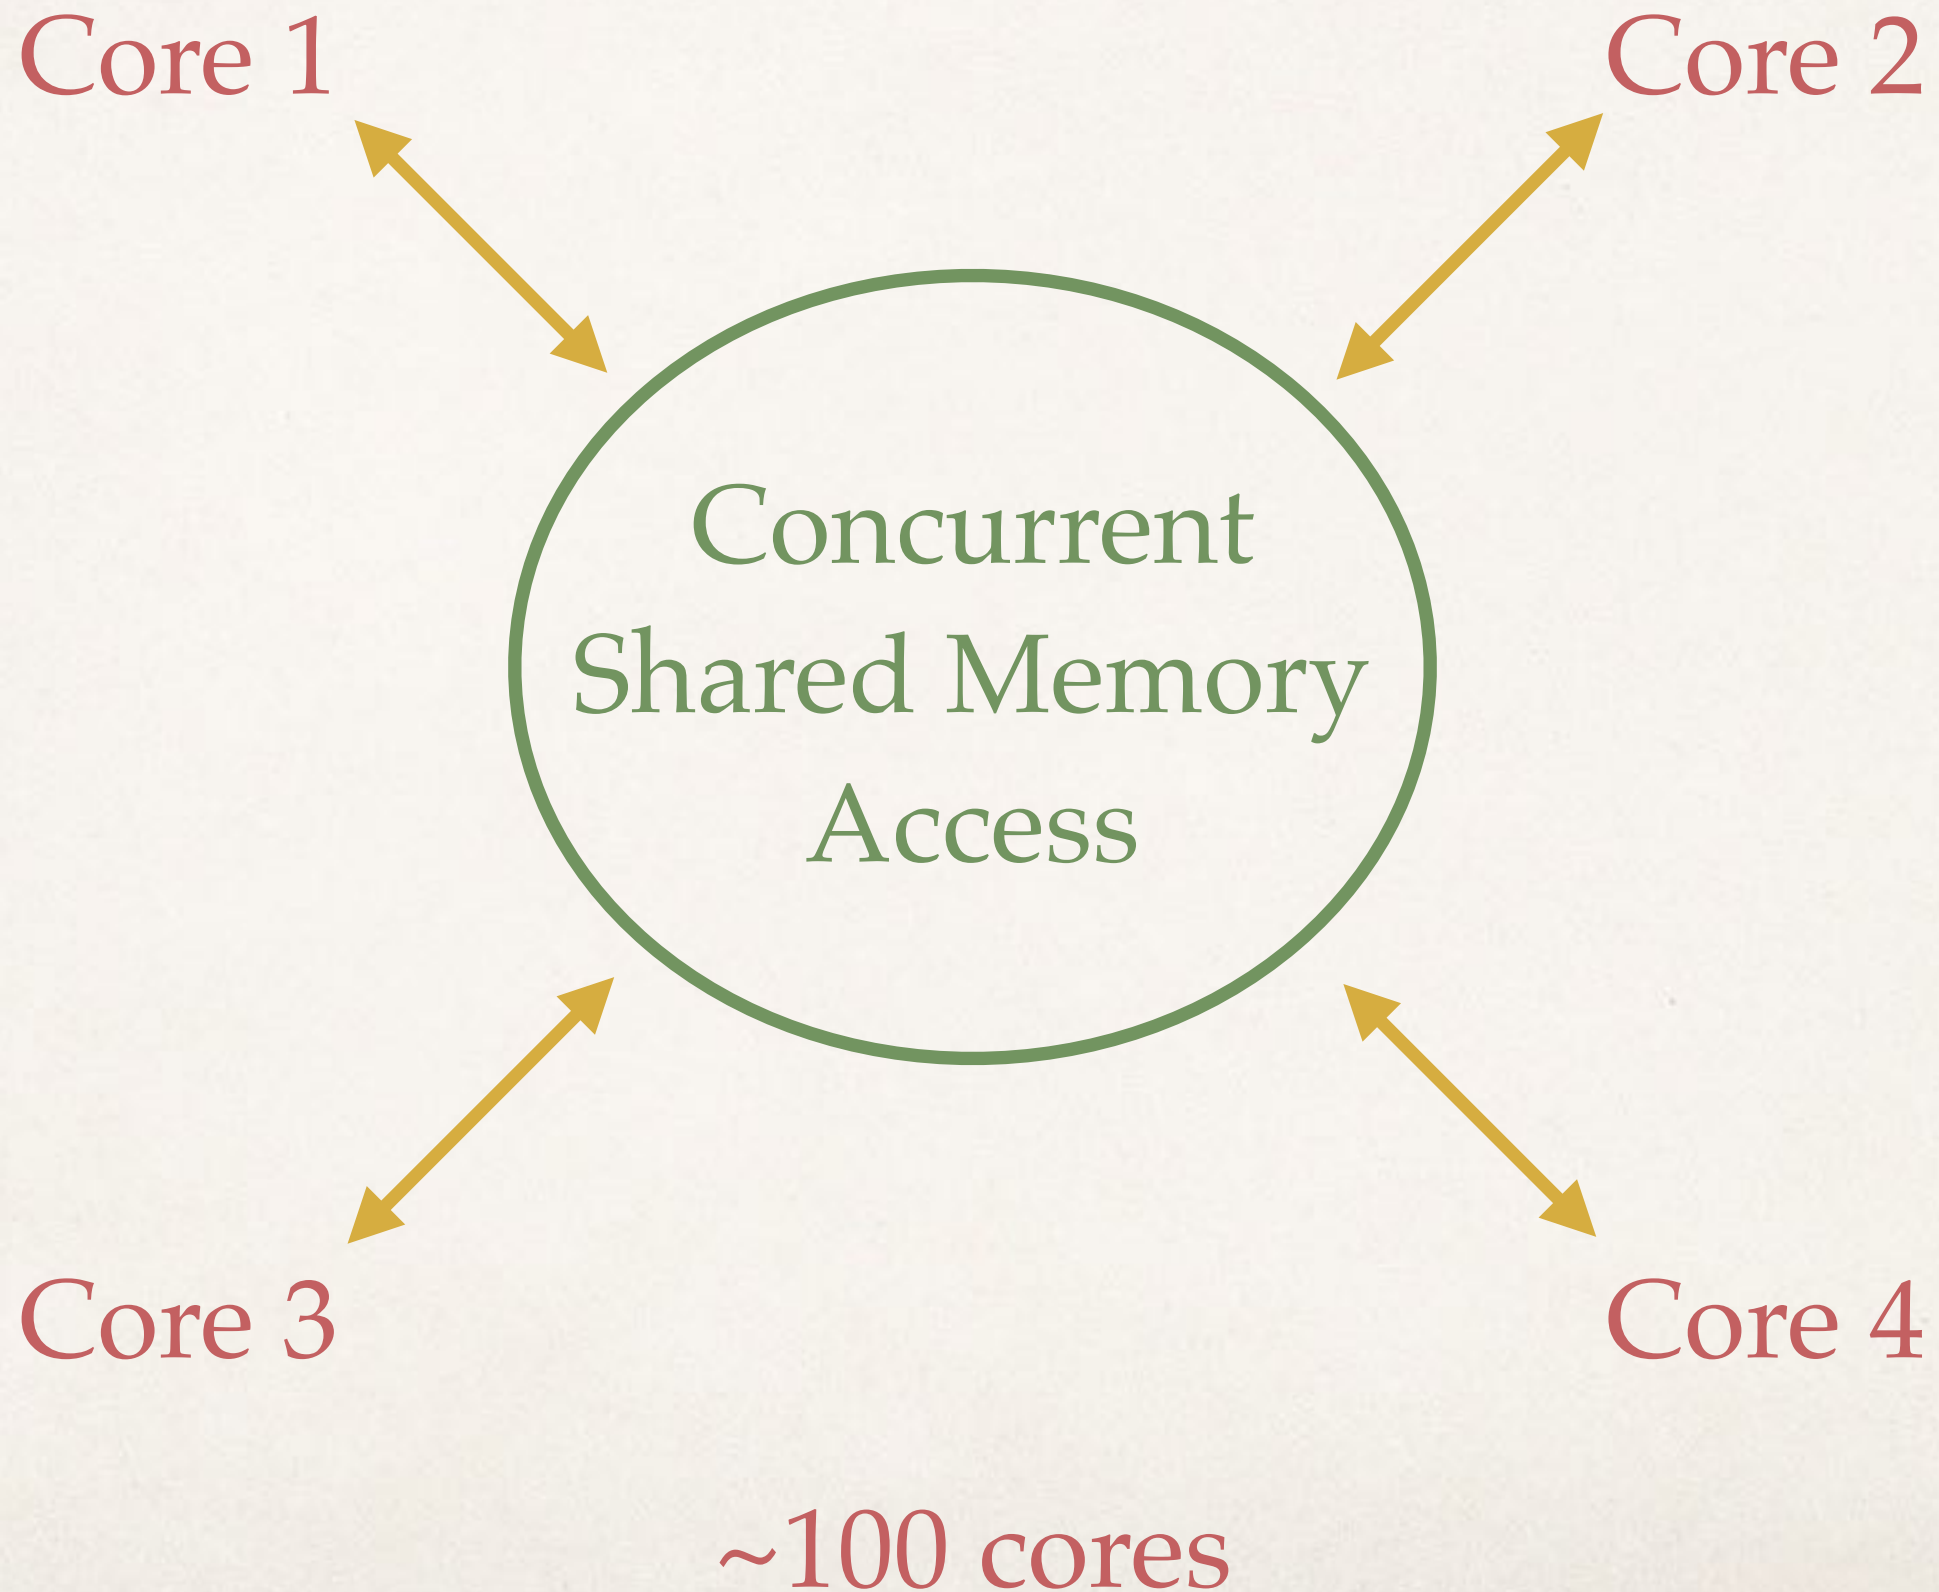 Core 1
Core 2
Concurrent
Shared Memory
Access
Core 3
Core 4
~100 cores